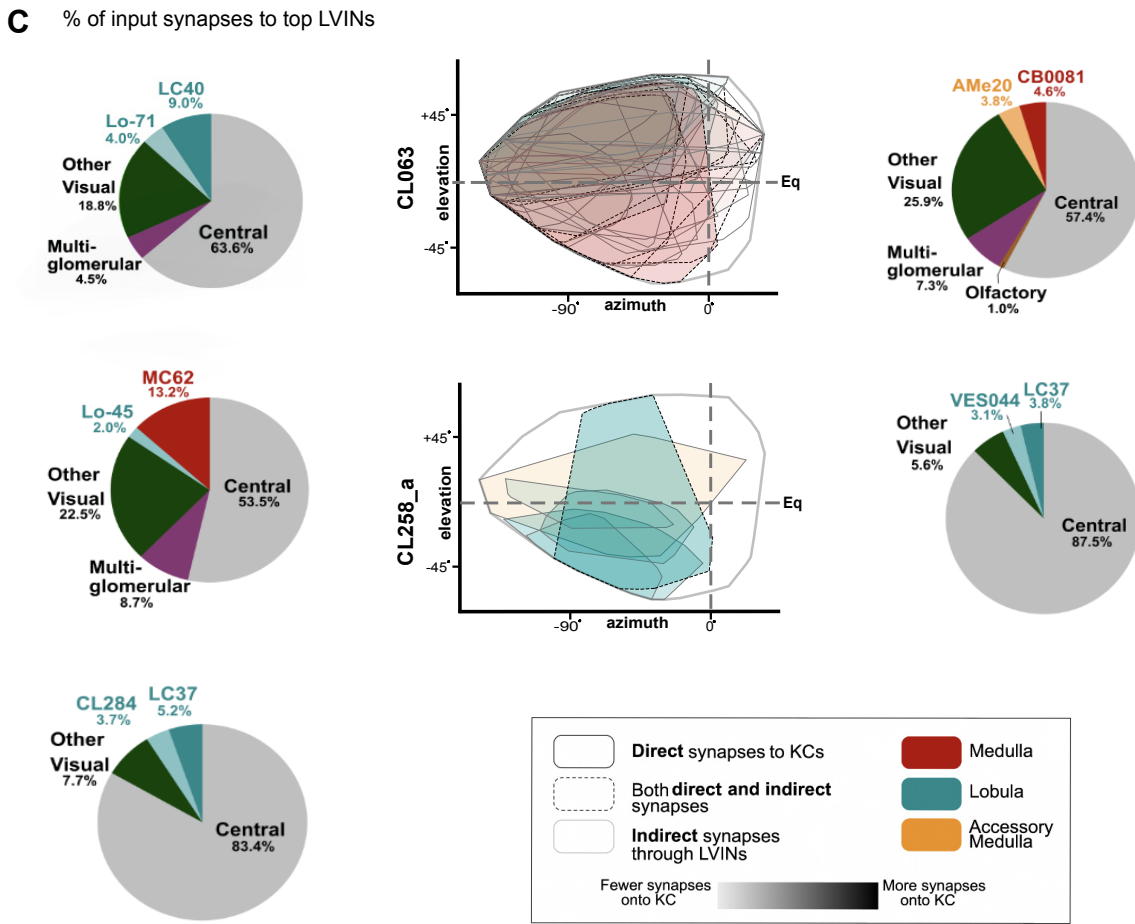 C % of input synapses to top LVINs
LC40
9.0%
Lo-71
4.0%
Other
Visual
18.8%
Multi-
glomerular
4.5%
Central
63.6%
CL063
elevation
+45°
-45°
Eq
-90°
azimuth
0°
AMe20
3.8%
CB0081
4.6%
Other
Visual
25.9%
Multi-
glomerular
7.3%
Olfactory
1.0%
Central
57.4%
MC62
13.2%
Lo-45
2.0%
Other
Visual
22.5%
Multi-
glomerular
8.7%
Central
53.5%
CL258_a
elevation
+45°
-45°
Eq
-90°
azimuth
0°
VES044
3.1%
LC37
3.8%
Other
Visual
5.6%
Central
87.5%
CL284
3.7%
LC37
5.2%
Other
Visual
7.7%
Central
83.4%
Direct synapses to KCs
Both direct and indirect
synapses
Indirect synapses
through LVINs
Medulla
Lobula
Accessory
Medulla
Fewer synapses
onto KC
More synapses
onto KC